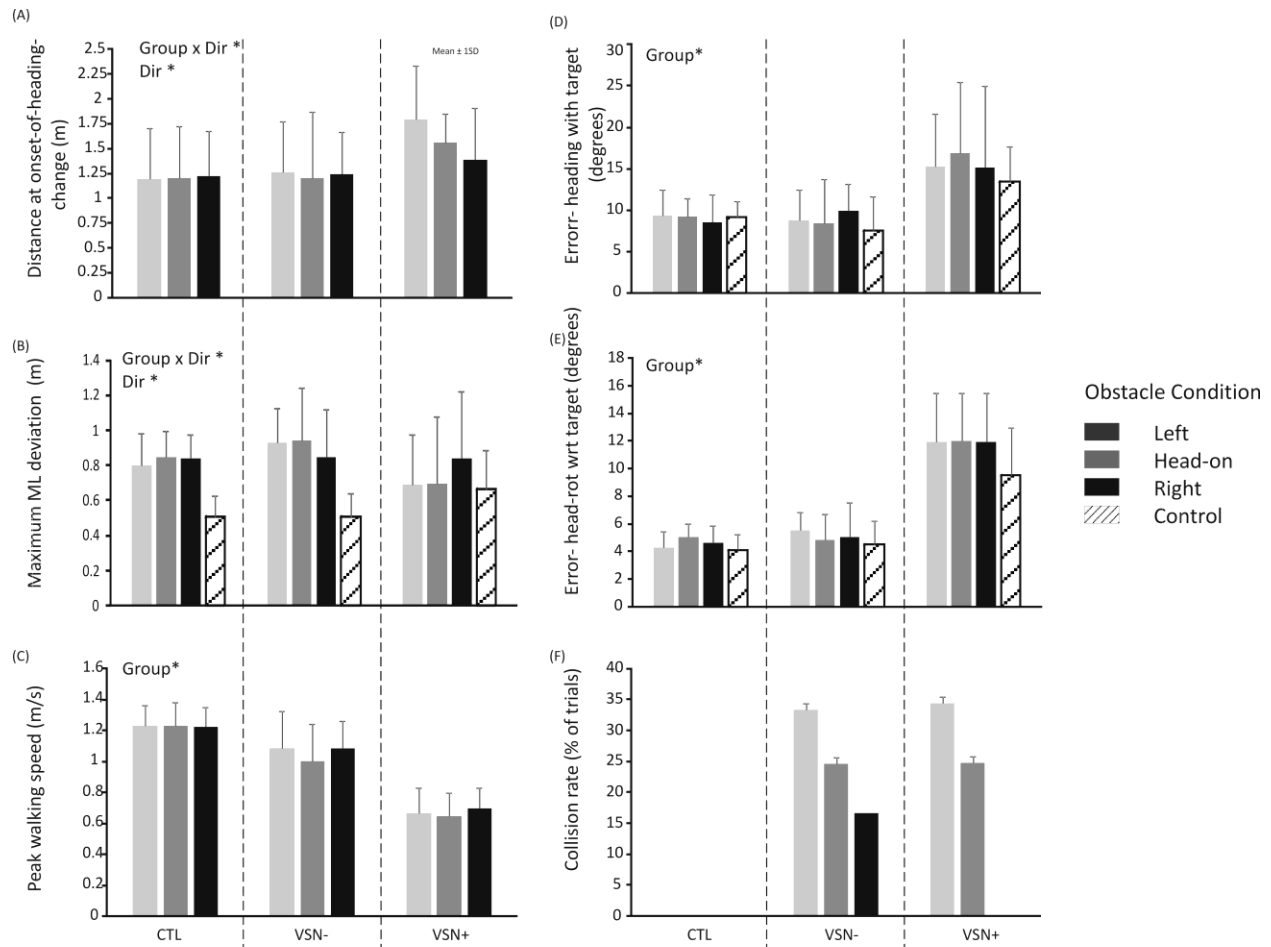 (A)
Distance at onset-of-heading-
change (m)
2.5
2.25
2
1.75
1.5
1.25
1
0.75
0.5
0.25
0
Group x Dir *
Dir *
Mean ± 1SD
(B)
Maximum ML deviation (m)
1.4
1.2
1
0.8
0.6
0.4
0.2
0
Group x Dir *
Dir *
(C)
Peak walking speed (m/s)
1.6
1.4
1.2
1
0.8
0.6
0.4
0.2
0
Group*
CTL
VSN-
VSN+
(D)
Errorr- heading with target
(degrees)
30
25
20
15
10
5
0
Group*
(E)
Error- head-rot wrt target (degrees)
18
16
14
12
10
8
6
4
2
0
Group*
(F)
Collision rate (% of trials)
40
35
30
25
20
15
10
5
0
CTL
VSN-
VSN+
Obstacle Condition
Left
Head-on
Right
Control